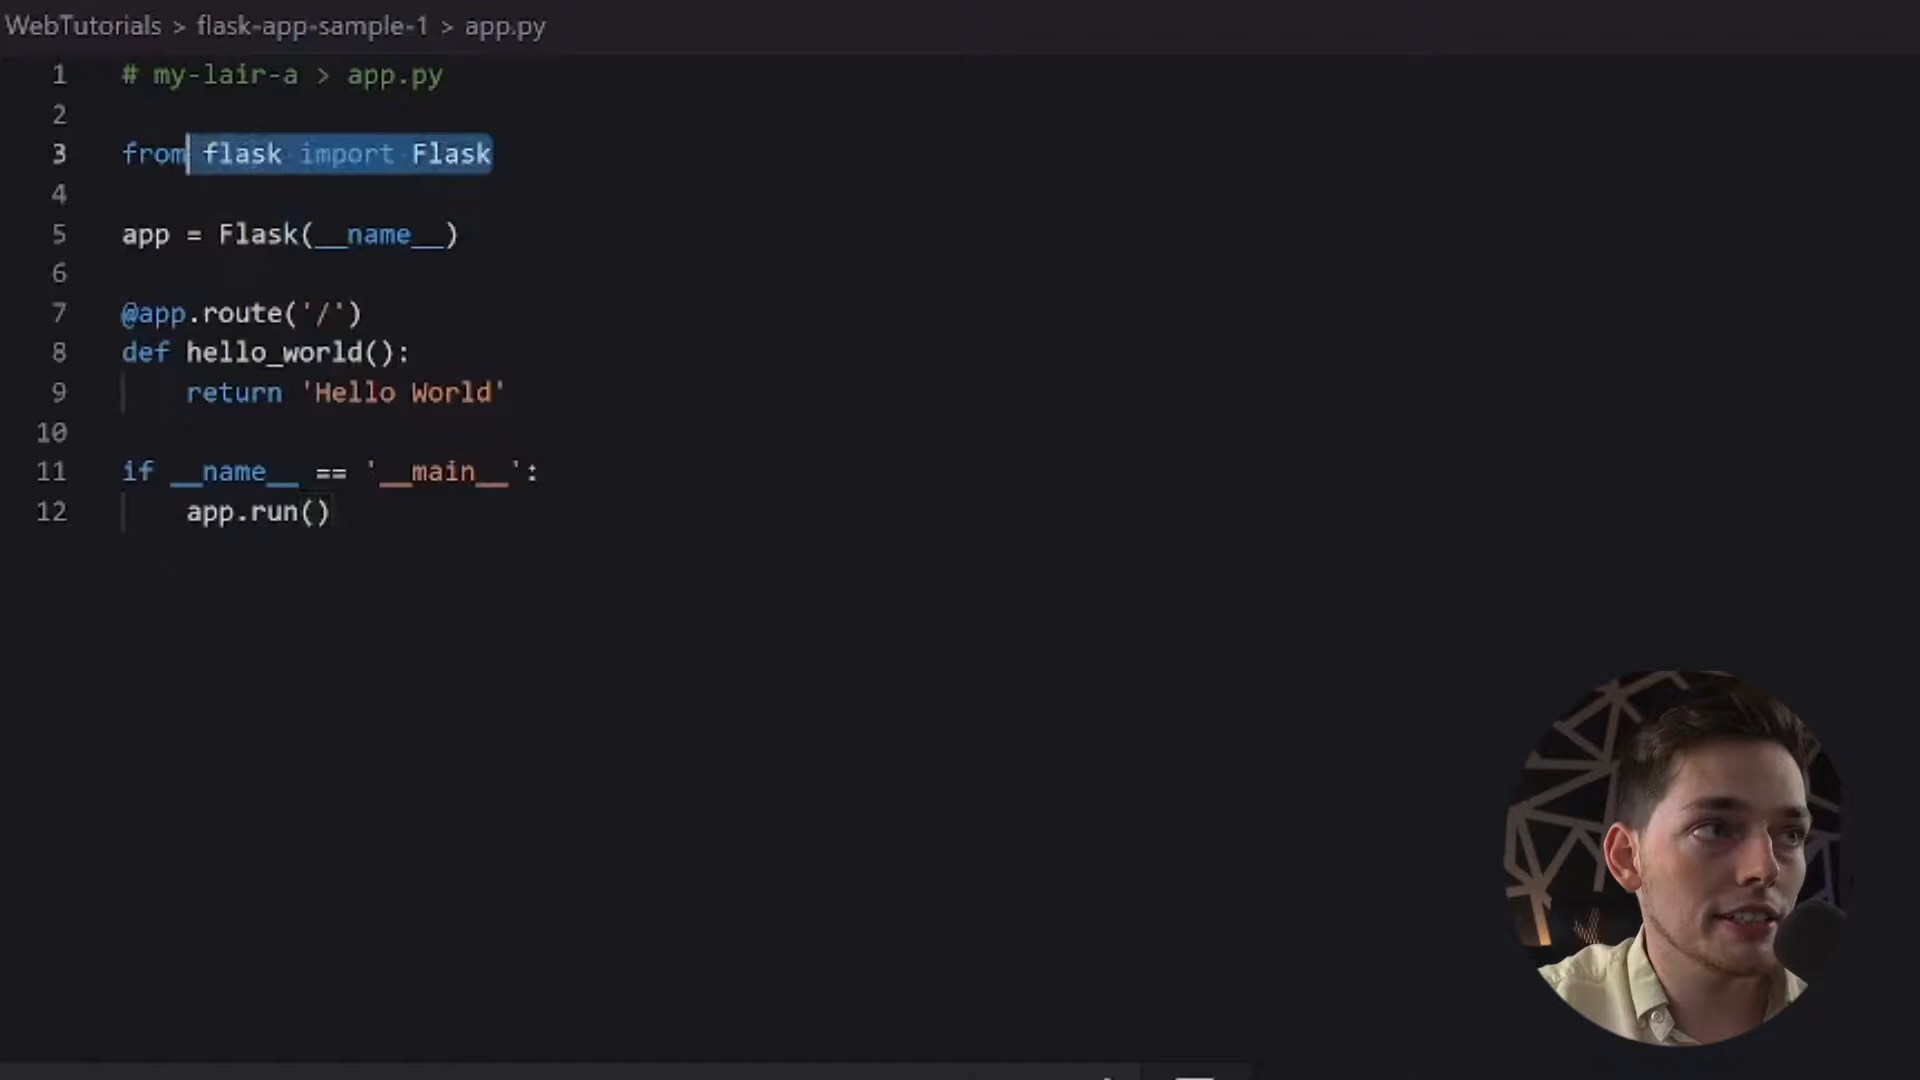 WebTutorials > flask-app-sample-1 > app.py
1 # my-lair-a > app.py
2
3 from flask import Flask
4
5 app = Flask(__name__)
6
7 @app.route('/')
8 def hello_world():
9     return 'Hello World'
10
11 if __name__ == '__main__':
12     app.run()